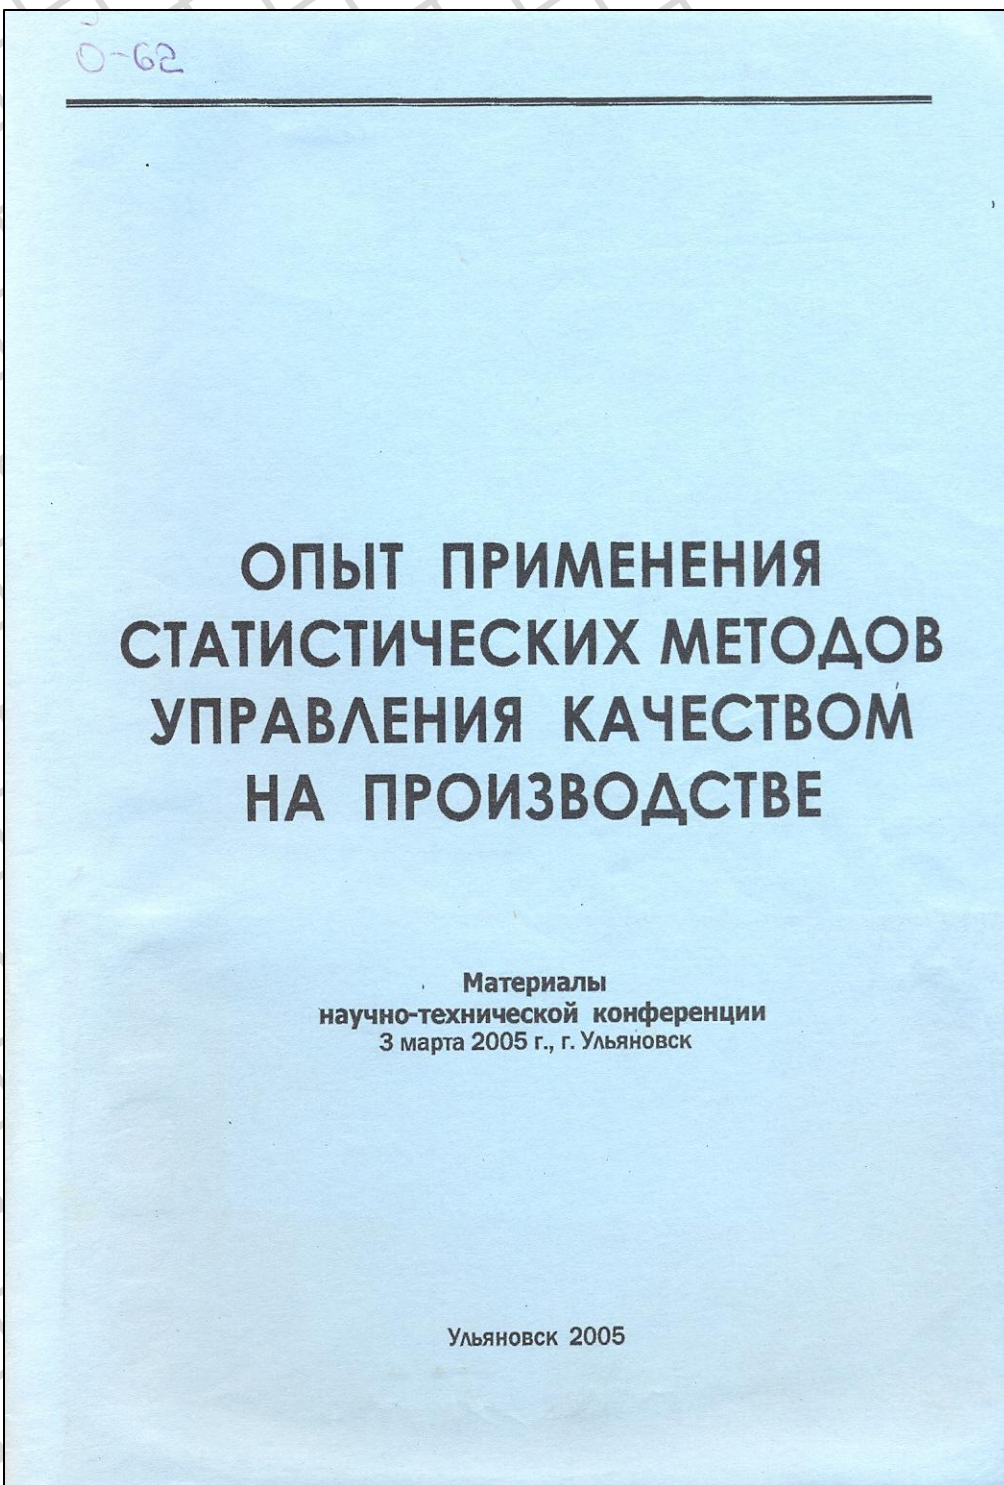 О-62
ОПЫТ ПРИМЕНЕНИЯ
СТАТИСТИЧЕСКИХ МЕТОДОВ
УПРАВЛЕНИЯ КАЧЕСТВОМ
НА ПРОИЗВОДСТВЕ
Материалы
научно-технической конференции
3 марта 2005 г., г. Ульяновск
Ульяновск 2005